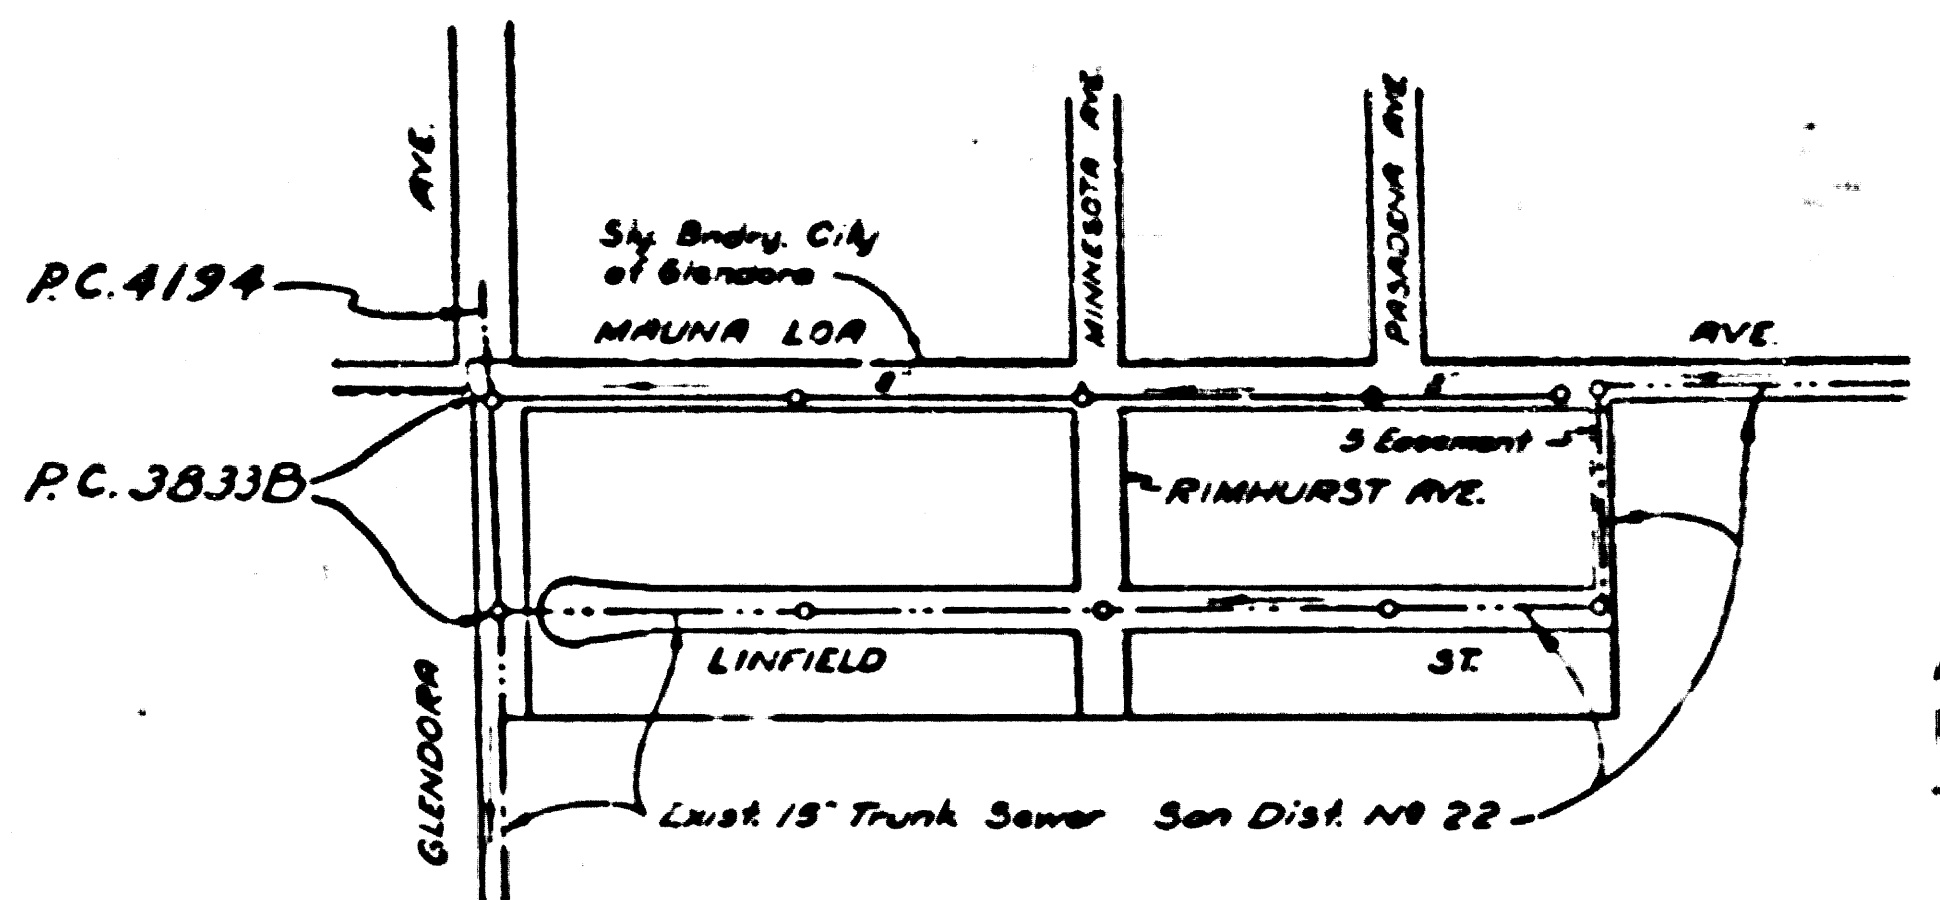 AVE.
MINNESOTA AVE.
PASADENA AVE
Sly. Bndry. City
of Glendora
P.C. 4194
MAUNA LOA
AVE.
8"
8"
5' Easement
P.C. 3833B
RIMHURST AVE.
LINFIELD
ST.
GLENDORA
Exist. 15" Trunk Sewer San Dist. Nº 22